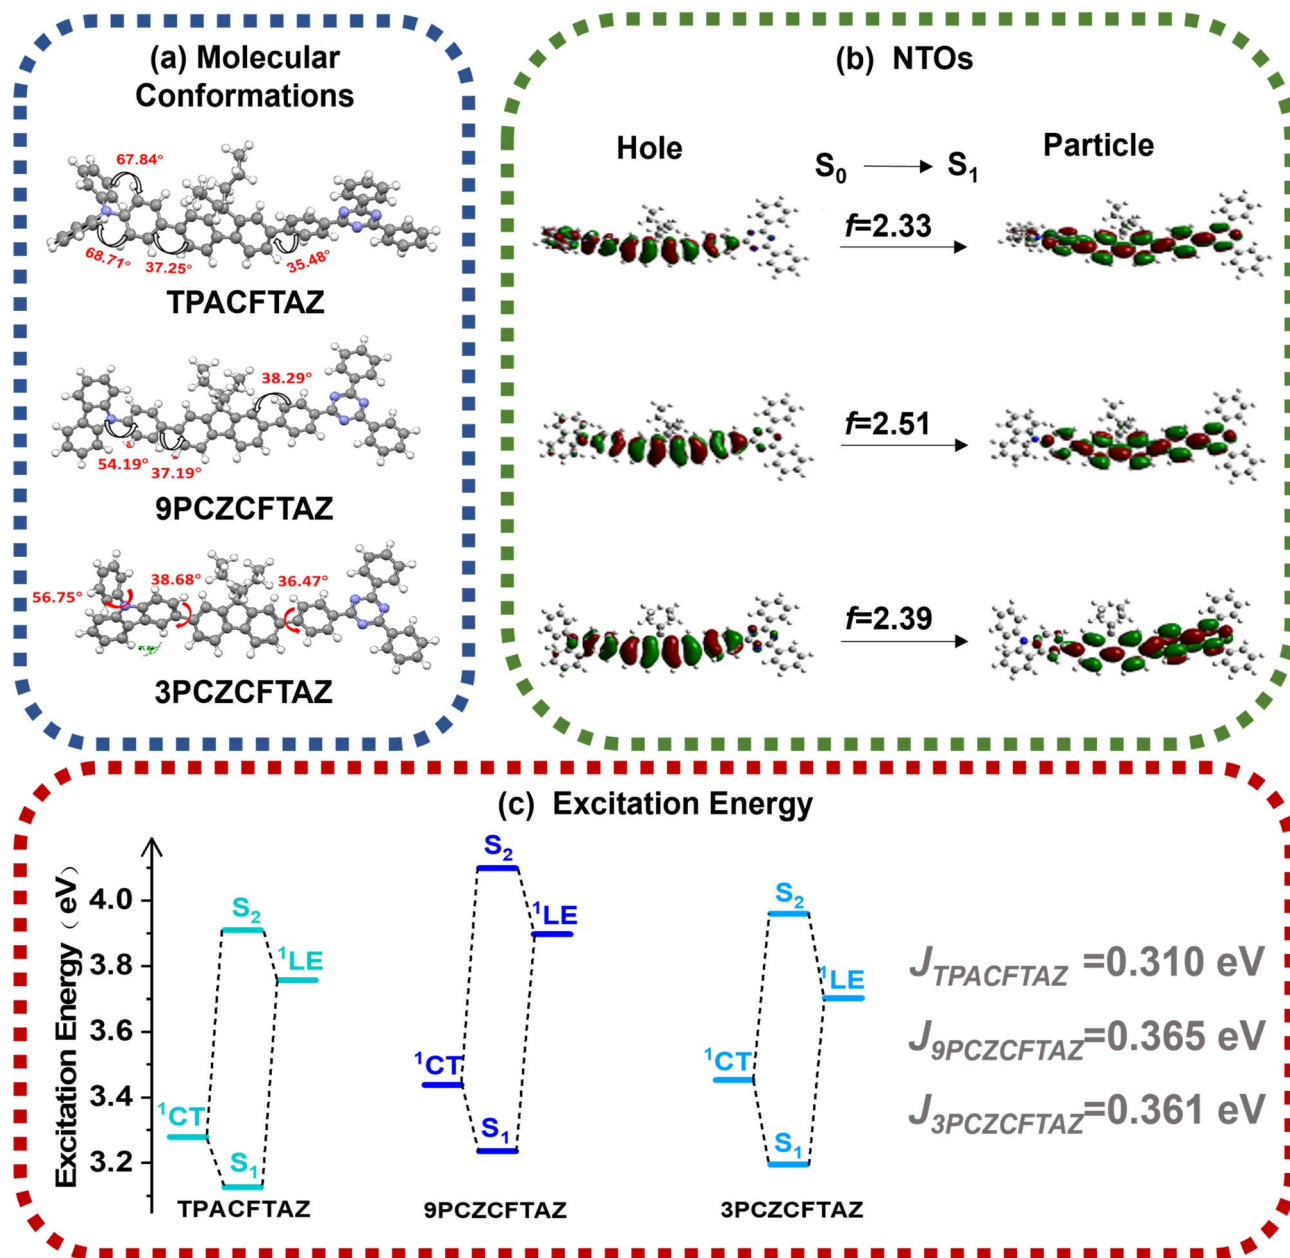 (a) Molecular
Conformations
67.84°
68.71°
37.25°
35.48°
TPACFTAZ
38.29°
54.19°
37.19°
9PCZCFTAZ
56.75°
38.68°
36.47°
3PCZCFTAZ
(b) NTOs
Hole
S₀ → S₁
Particle
f=2.33
f=2.51
f=2.39
(c) Excitation Energy
Excitation Energy (eV)
4.0
3.8
3.6
3.4
3.2
S₂
¹LE
¹CT
S₁
TPACFTAZ
S₂
¹LE
¹CT
S₁
9PCZCFTAZ
S₂
¹LE
¹CT
S₁
3PCZCFTAZ
J TPACFTAZ =0.310 eV
J 9PCZCFTAZ=0.365 eV
J 3PCZCFTAZ=0.361 eV